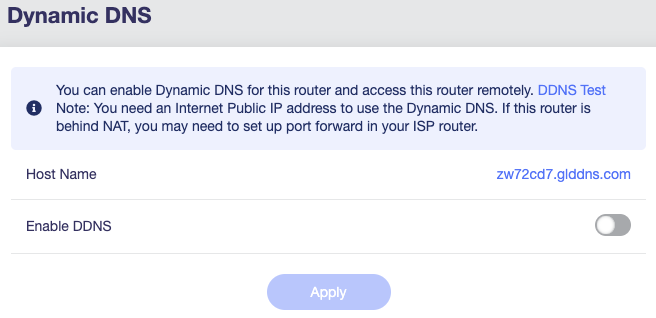 Dynamic DNS
You can enable Dynamic DNS for this router and access this router remotely. DDNS Test
Note: You need an Internet Public IP address to use the Dynamic DNS. If this router is
behind NAT, you may need to set up port forward in your ISP router.
Host Name zw72cd7.glddns.com
Enable DDNS
Apply